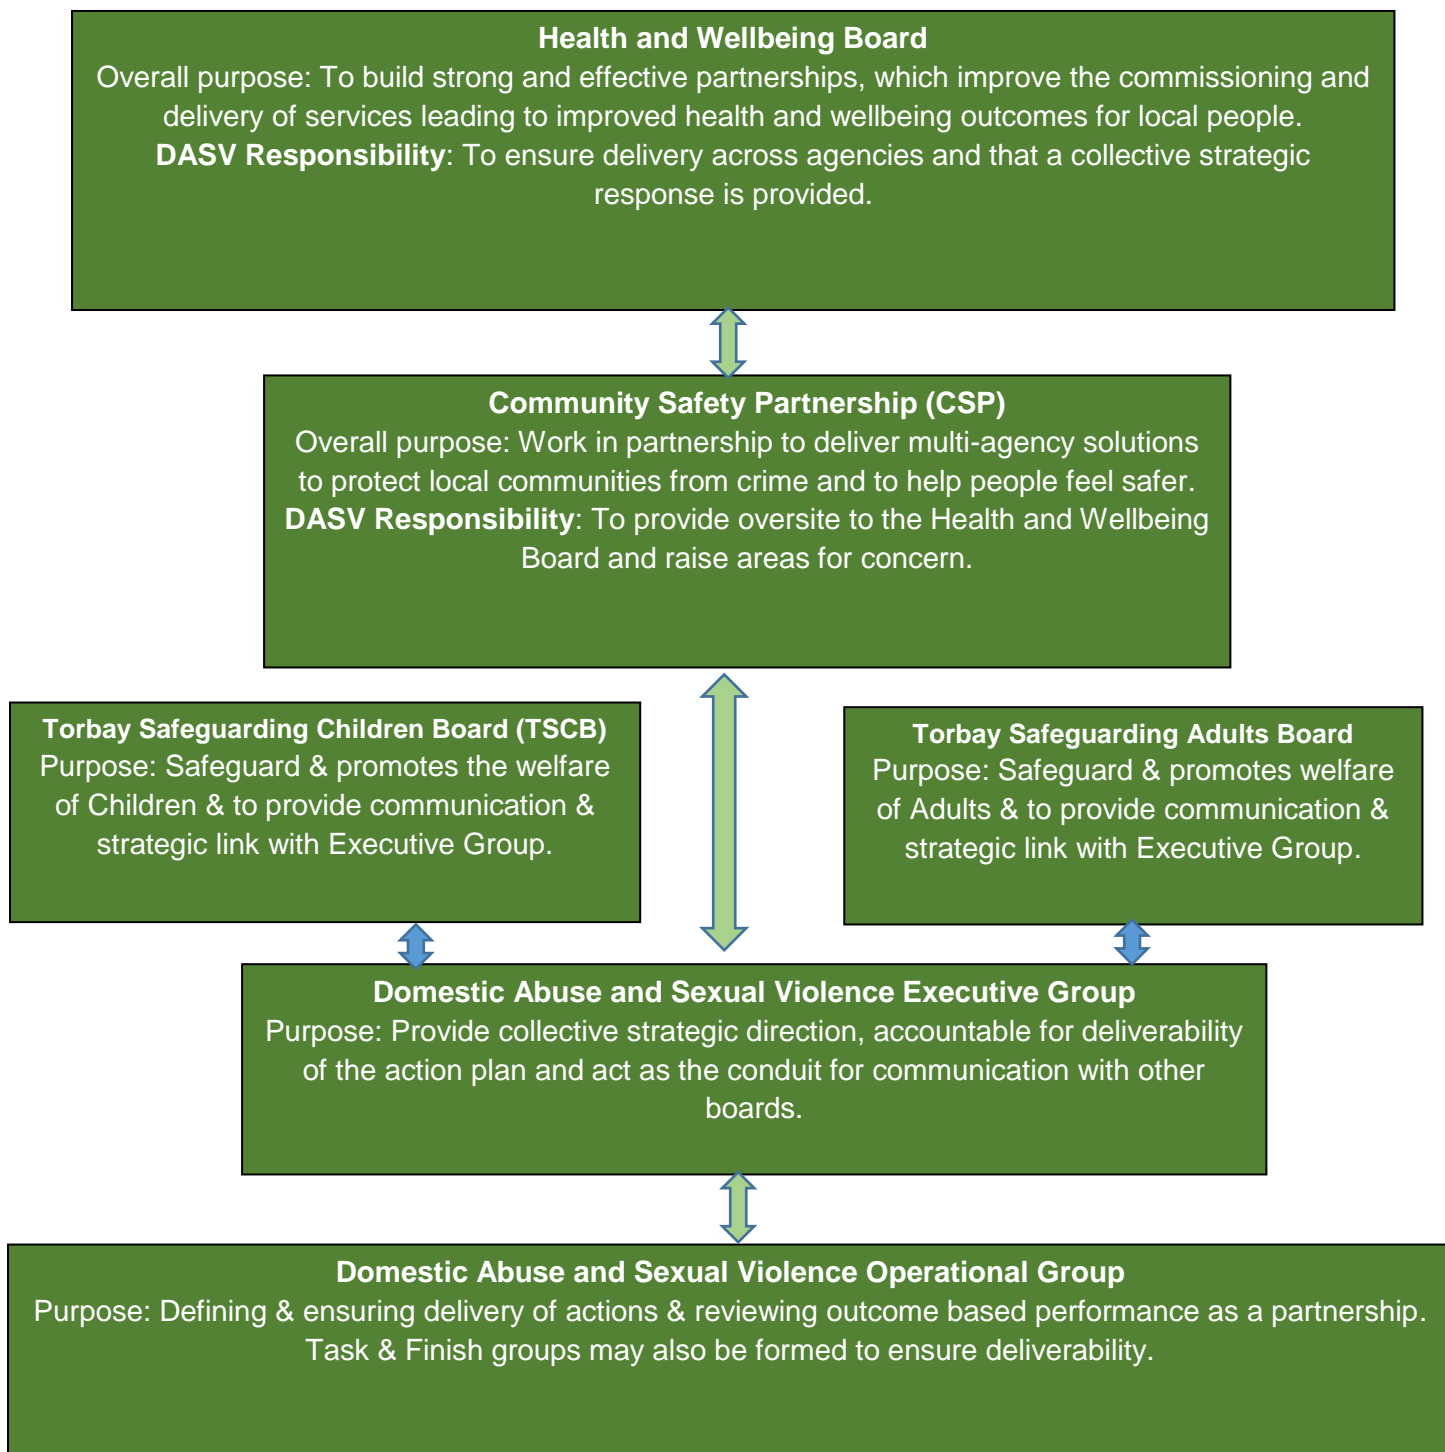 Health and Wellbeing Board
Overall purpose: To build strong and effective partnerships, which improve the commissioning and
delivery of services leading to improved health and wellbeing outcomes for local people.
DASV Responsibility: To ensure delivery across agencies and that a collective strategic
response is provided.
Community Safety Partnership (CSP)
Overall purpose: Work in partnership to deliver multi-agency solutions
to protect local communities from crime and to help people feel safer.
DASV Responsibility: To provide oversite to the Health and Wellbeing
Board and raise areas for concern.
Torbay Safeguarding Children Board (TSCB)
Purpose: Safeguard & promotes the welfare
of Children & to provide communication &
strategic link with Executive Group.
Torbay Safeguarding Adults Board
Purpose: Safeguard & promotes welfare
of Adults & to provide communication &
strategic link with Executive Group.
Domestic Abuse and Sexual Violence Executive Group
Purpose: Provide collective strategic direction, accountable for deliverability
of the action plan and act as the conduit for communication with other
boards.
Domestic Abuse and Sexual Violence Operational Group
Purpose: Defining & ensuring delivery of actions & reviewing outcome based performance as a partnership.
Task & Finish groups may also be formed to ensure deliverability.